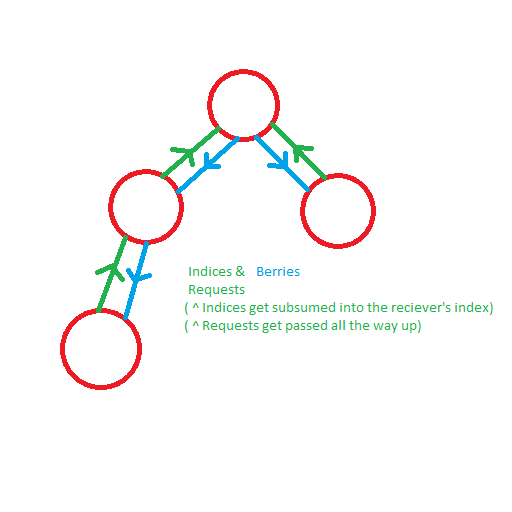 Indices & Berries
Requests
( ^ Indices get subsumed into the reciever's index)
( ^ Requests get passed all the way up)